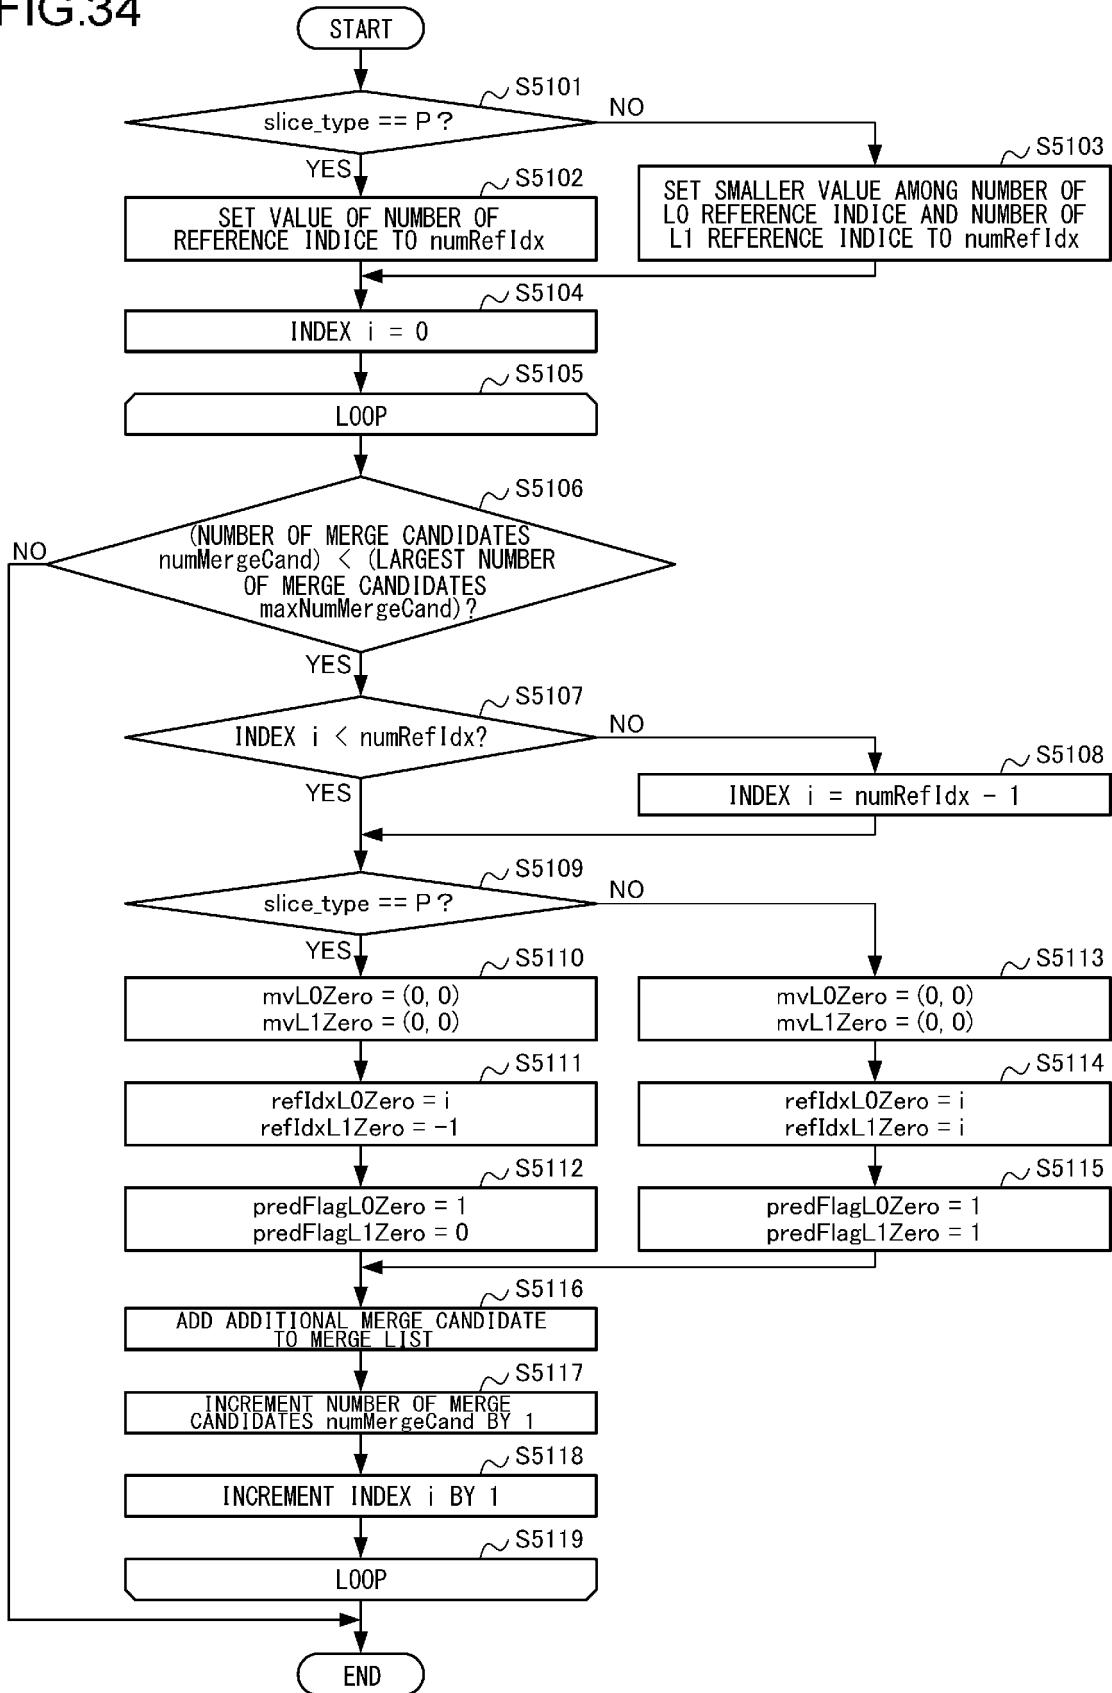 FIG.34
START
S5101
slice_type == P?
NO
YES
S5102
SET VALUE OF NUMBER OF
REFERENCE INDICE TO numRefIdx
S5103
SET SMALLER VALUE AMONG NUMBER OF
L0 REFERENCE INDICE AND NUMBER OF
L1 REFERENCE INDICE TO numRefIdx
S5104
INDEX i = 0
S5105
LOOP
S5106
(NUMBER OF MERGE CANDIDATES
numMergeCand) < (LARGEST NUMBER
OF MERGE CANDIDATES
maxNumMergeCand)?
NO
YES
S5107
INDEX i < numRefIdx?
NO
YES
S5108
INDEX i = numRefIdx - 1
S5109
slice_type == P?
NO
YES
S5110
mvL0Zero = (0, 0)
mvL1Zero = (0, 0)
S5113
mvL0Zero = (0, 0)
mvL1Zero = (0, 0)
S5111
refIdxL0Zero = i
refIdxL1Zero = -1
S5114
refIdxL0Zero = i
refIdxL1Zero = i
S5112
predFlagL0Zero = 1
predFlagL1Zero = 0
S5115
predFlagL0Zero = 1
predFlagL1Zero = 1
S5116
ADD ADDITIONAL MERGE CANDIDATE
TO MERGE LIST
S5117
INCREMENT NUMBER OF MERGE
CANDIDATES numMergeCand BY 1
S5118
INCREMENT INDEX i BY 1
S5119
LOOP
END